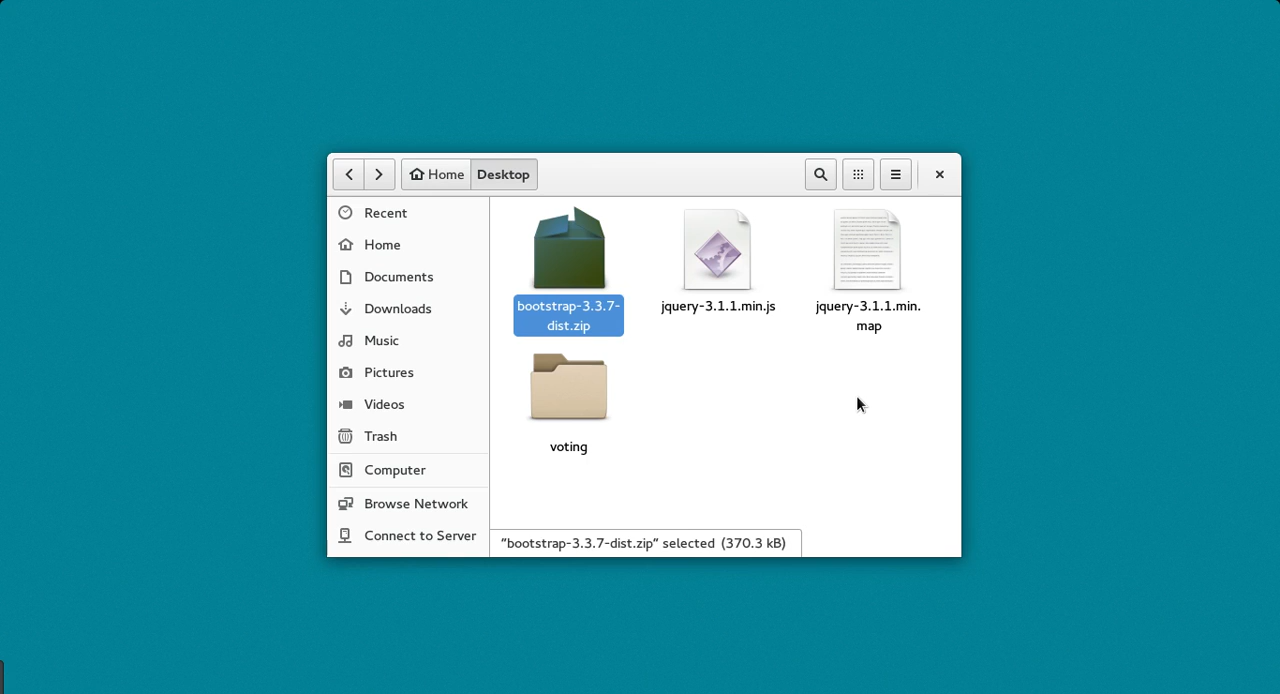 Home Desktop
Recent
Home
Documents
Downloads
Music
Pictures
Videos
Trash
Computer
Browse Network
Connect to Server
bootstrap-3.3.7-
dist.zip
jquery-3.1.1.min.js
jquery-3.1.1.min.
map
voting
“bootstrap-3.3.7-dist.zip” selected (370.3 kB)